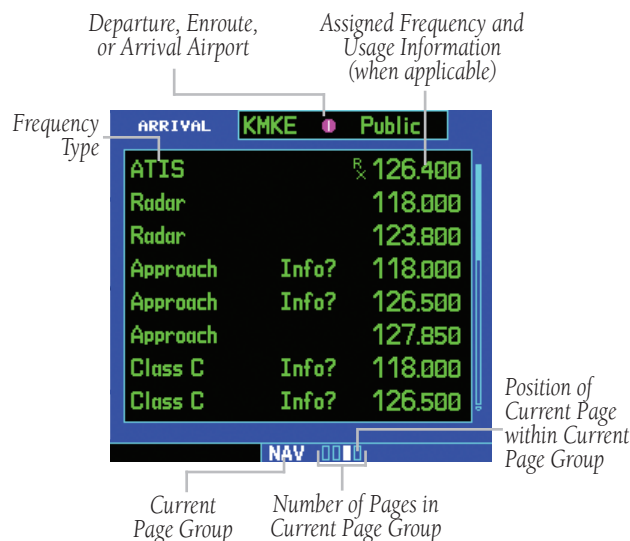 Departure, Enroute,
or Arrival Airport
Assigned Frequency and
Usage Information
(when applicable)
Frequency
Type
ARRIVAL KMKE Public
ATIS Rx 126.400
Radar 118.000
Radar 123.800
Approach Info? 118.000
Approach Info? 126.500
Approach 127.850
Class C Info? 118.000
Class C Info? 126.500
Position of
Current Page
within Current
Page Group
NAV
Current
Page Group
Number of Pages in
Current Page Group